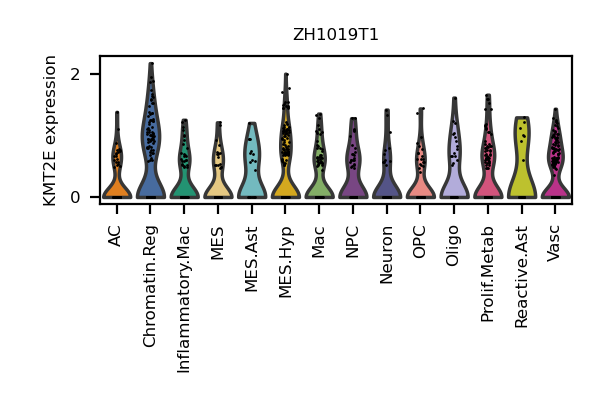 ZH1019T1
KMT2E expression
2
0
AC
Chromatin.Reg
Inflammatory.Mac
MES
MES.Ast
MES.Hyp
Mac
NPC
Neuron
OPC
Oligo
Prolif.Metab
Reactive.Ast
Vasc